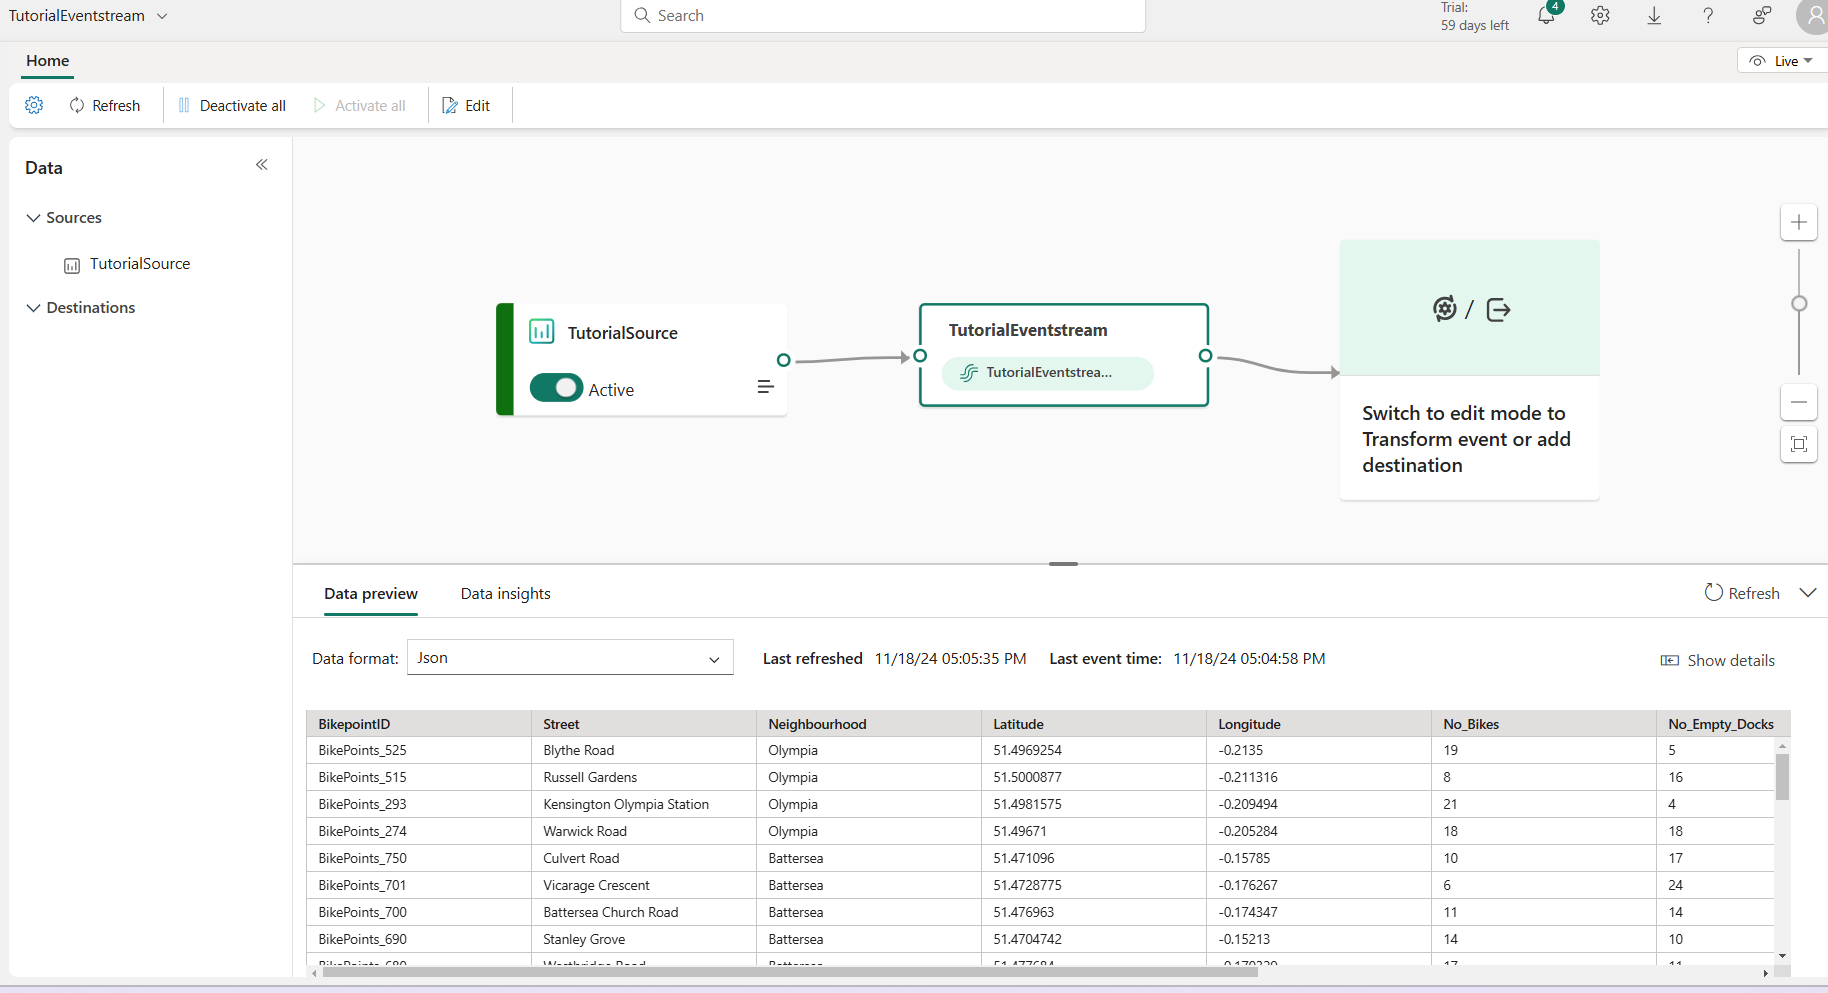 TutorialEventstream
Search
Trial:
59 days left
4
Home
Live
Refresh
Deactivate all
Activate all
Edit
Data
Sources
TutorialSource
Destinations
TutorialSource
Active
TutorialEventstream
TutorialEventstrea...
/
Switch to edit mode to
Transform event or add
destination
Data preview
Data insights
Refresh
Data format: Json
Last refreshed 11/18/24 05:05:35 PM Last event time: 11/18/24 05:04:58 PM
Show details
BikepointID Street Neighbourhood Latitude Longitude No_Bikes No_Empty_Docks
BikePoints_525 Blythe Road Olympia 51.4969254 -0.2135 19 5
BikePoints_515 Russell Gardens Olympia 51.5000877 -0.211316 8 16
BikePoints_293 Kensington Olympia Station Olympia 51.4981575 -0.209494 21 4
BikePoints_274 Warwick Road Olympia 51.49671 -0.205284 18 18
BikePoints_750 Culvert Road Battersea 51.471096 -0.15785 10 17
BikePoints_701 Vicarage Crescent Battersea 51.4728775 -0.176267 6 24
BikePoints_700 Battersea Church Road Battersea 51.476963 -0.174347 11 14
BikePoints_690 Stanley Grove Battersea 51.4704742 -0.15213 14 10